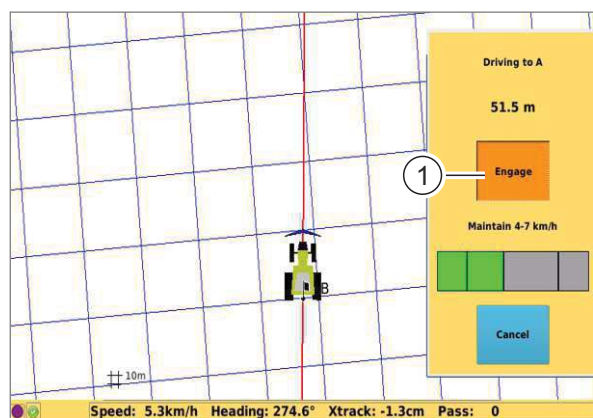 Driving to A
51.5 m
Engage
1
Maintain 4-7 km/h
B
Cancel
10m
Speed: 5.3km/h Heading: 274.6° Xtrack: -1.3cm Pass: 0